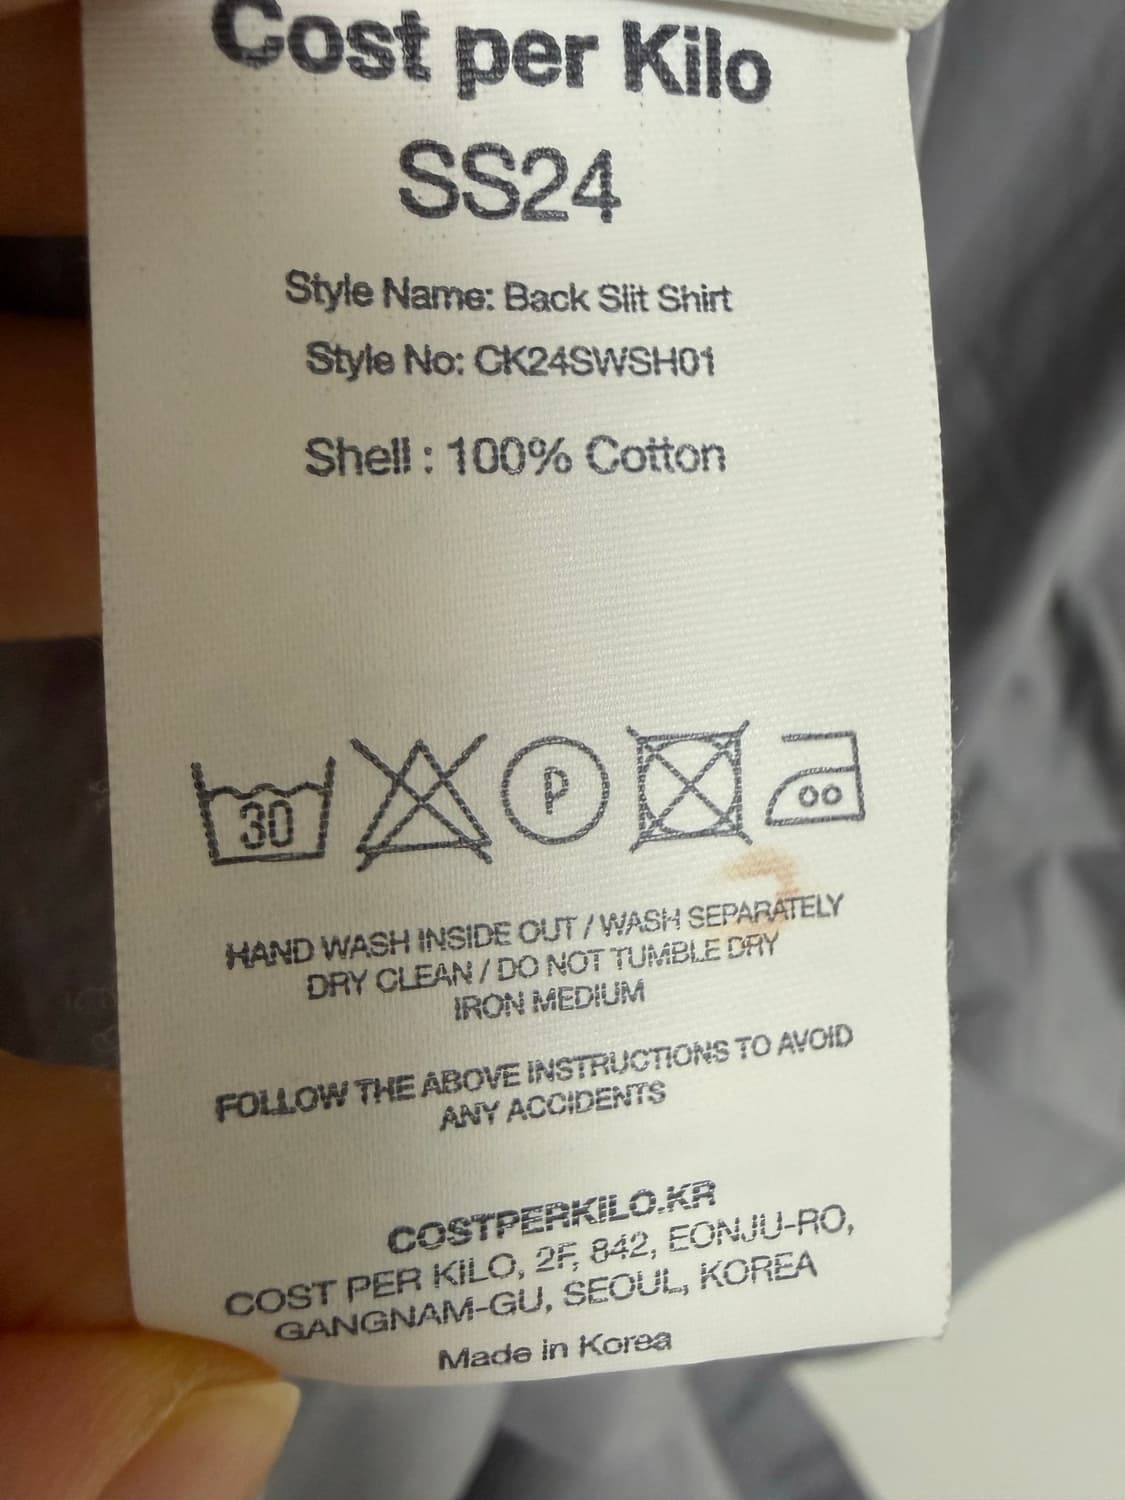 Cost per Kilo
SS24
Style Name: Back Slit Shirt
Style No: CK24SWSH01
Shell : 100% Cotton
30
P
HAND WASH INSIDE OUT / WASH SEPARATELY
DRY CLEAN / DO NOT TUMBLE DRY
IRON MEDIUM
FOLLOW THE ABOVE INSTRUCTIONS TO AVOID
ANY ACCIDENTS
COSTPERKILO.KR
COST PER KILO, 2F, 842, EONJU-RO,
GANGNAM-GU, SEOUL, KOREA
Made in Korea